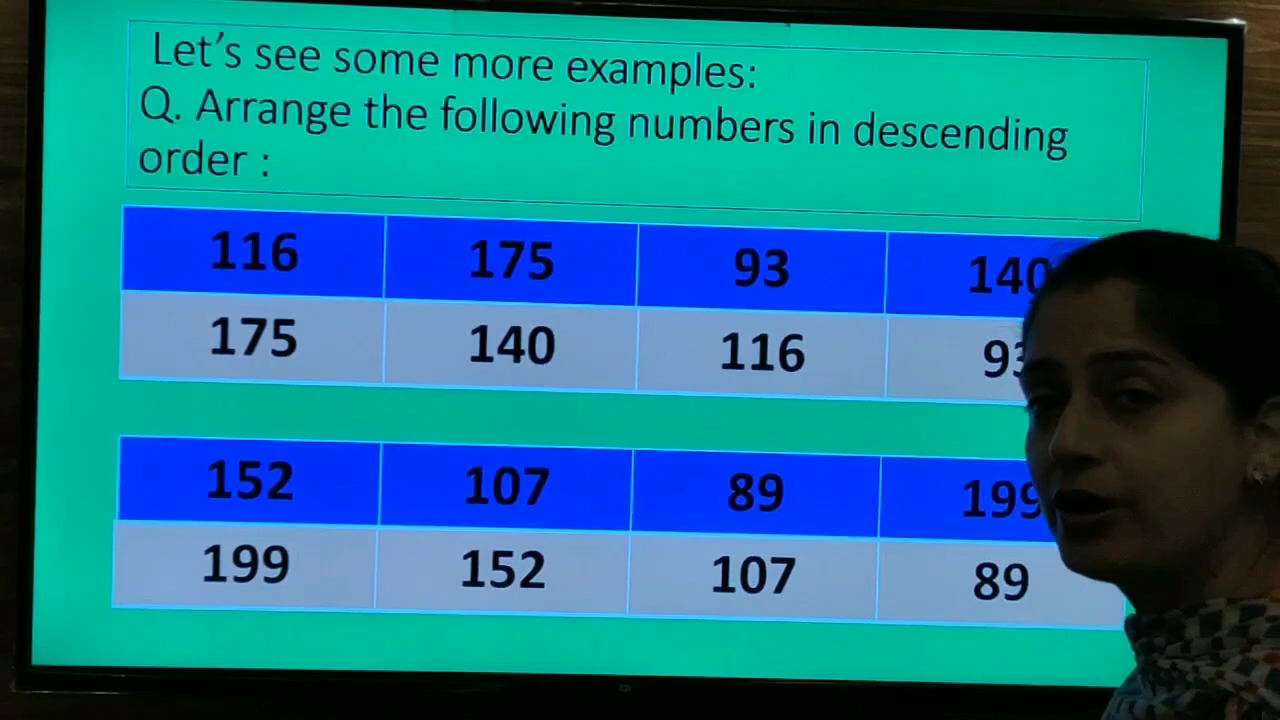 Let's see some more examples:
Q. Arrange the following numbers in descending
order :
116 175 93 140
175 140 116 93
152 107 89 199
199 152 107 89